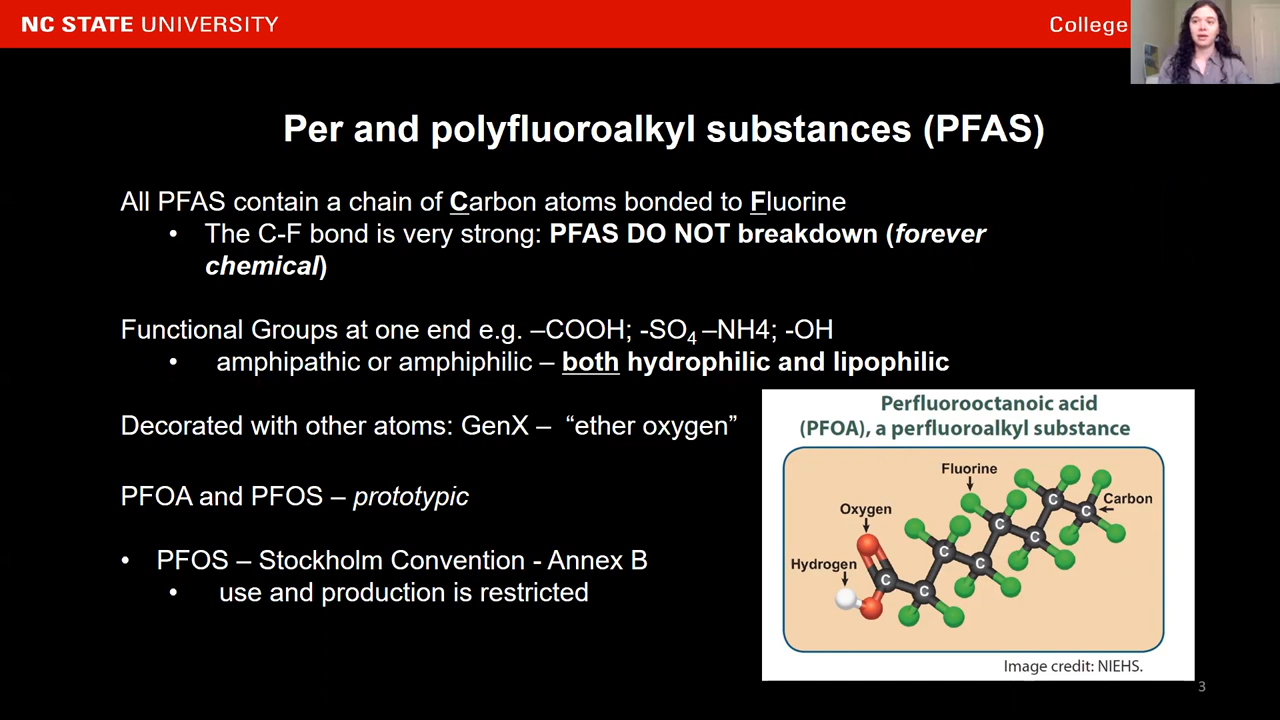 NC STATE UNIVERSITY
College
Per and polyfluoroalkyl substances (PFAS)
All PFAS contain a chain of Carbon atoms bonded to Fluorine
• The C-F bond is very strong: PFAS DO NOT breakdown (forever
chemical)
Functional Groups at one end e.g. –COOH; -SO4 –NH4; -OH
• amphipathic or amphiphilic – both hydrophilic and lipophilic
Decorated with other atoms: GenX – “ether oxygen”
PFOA and PFOS – prototypic
• PFOS – Stockholm Convention - Annex B
• use and production is restricted
Perfluorooctanoic acid
(PFOA), a perfluoroalkyl substance
Fluorine
Carbon
Oxygen
Hydrogen
C
C
C
C
C
C
C
C
Image credit: NIEHS.
3